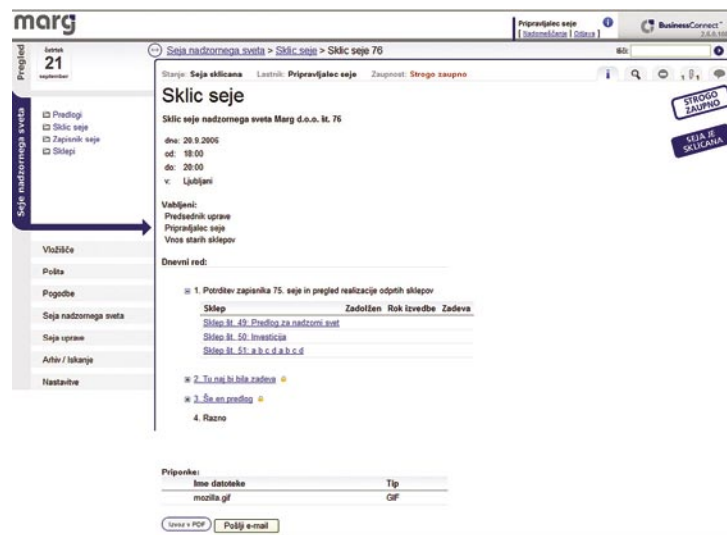 marg
Pripravljalec seje
[ Nadomeščanje | Odjava ]
BusinessConnect
Pregled
četrtek
21
september
Seja nadzornega sveta > Sklic seje > Sklic seje 76
Išči:
Stanje: Seja sklicana Lastnik: Pripravljalec seje Zaupnost: Strogo zaupno
Seje nadzornega sveta
Predlogi
Sklic seje
Zapisnik seje
Sklepi
Sklic seje
STROGO
ZAUPNO
SEJA JE
SKLICANA
Sklic seje nadzornega sveta Marg d.o.o. št. 76
dne: 20.9.2006
od: 18:00
do: 20:00
v: Ljubljani
Vabljeni:
Predsednik uprave
Pripravljalec seje
Vnos starih sklepov
Dnevni red:
Vložišče
Pošta
Pogodbe
Seja nadzornega sveta
Seja uprave
Arhiv / Iskanje
Nastavitve
1. Potrditev zapisnika 75. seje in pregled realizacije odprtih sklepov
Sklep Zadolžen Rok izvedbe Zadeva
Sklep št. 49: Predlog za nadzorni svet
Sklep št. 50: Investicija
Sklep št. 51: a b c d a b c d
2. Tu naj bi bila zadeva
3. Še en predlog
4. Razno
Priponke:
Ime datoteke Tip
mozilla.gif GIF
Izvoz v PDF Pošlji e-mail